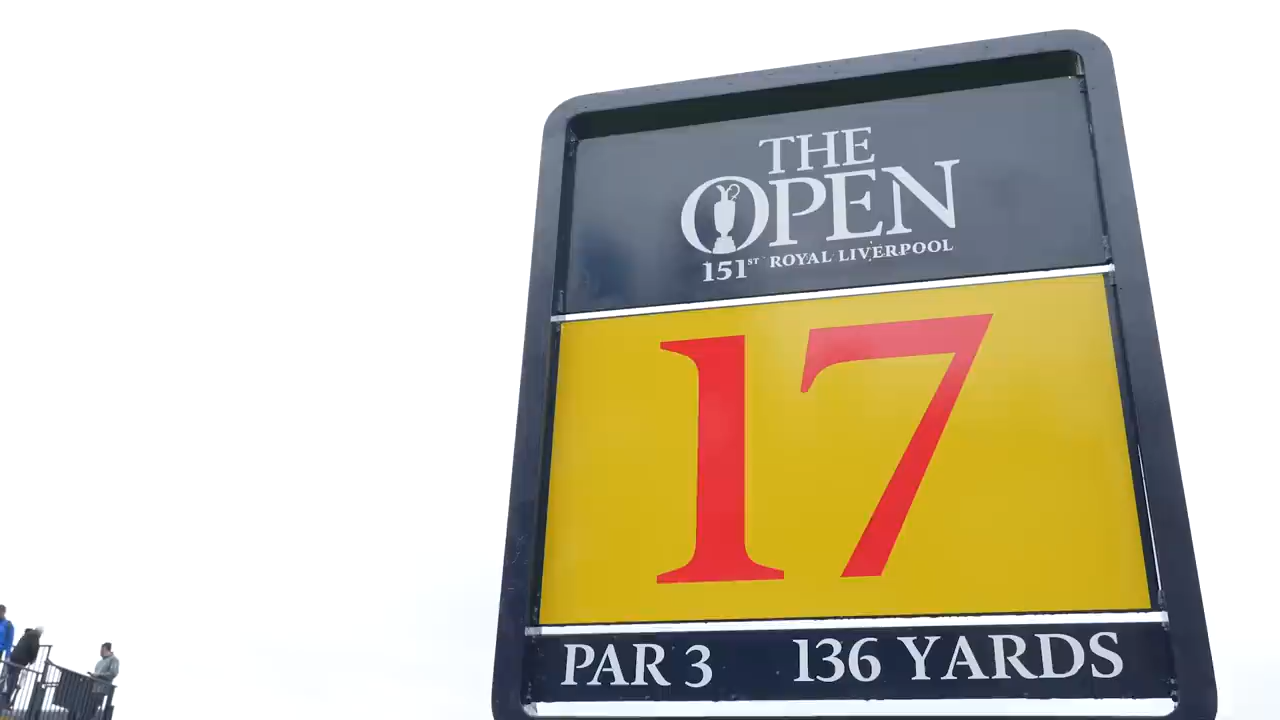 THE
OPEN
151ST ROYAL LIVERPOOL
17
PAR 3 136 YARDS